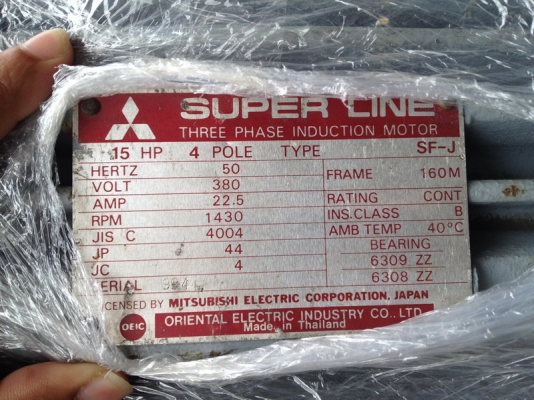 SUPER LINE
THREE PHASE INDUCTION MOTOR
15 HP 4 POLE TYPE SF-J
HERTZ 50
VOLT 380
AMP 22.5
RPM 1430
JIS C 4004
JP 44
JC 4
SERIAL
FRAME 160M
RATING CONT
INS.CLASS B
AMB TEMP 40°C
BEARING
6309 ZZ
6308 ZZ
LICENSED BY MITSUBISHI ELECTRIC CORPORATION, JAPAN
OEIC ORIENTAL ELECTRIC INDUSTRY CO., LTD.
Made in Thailand